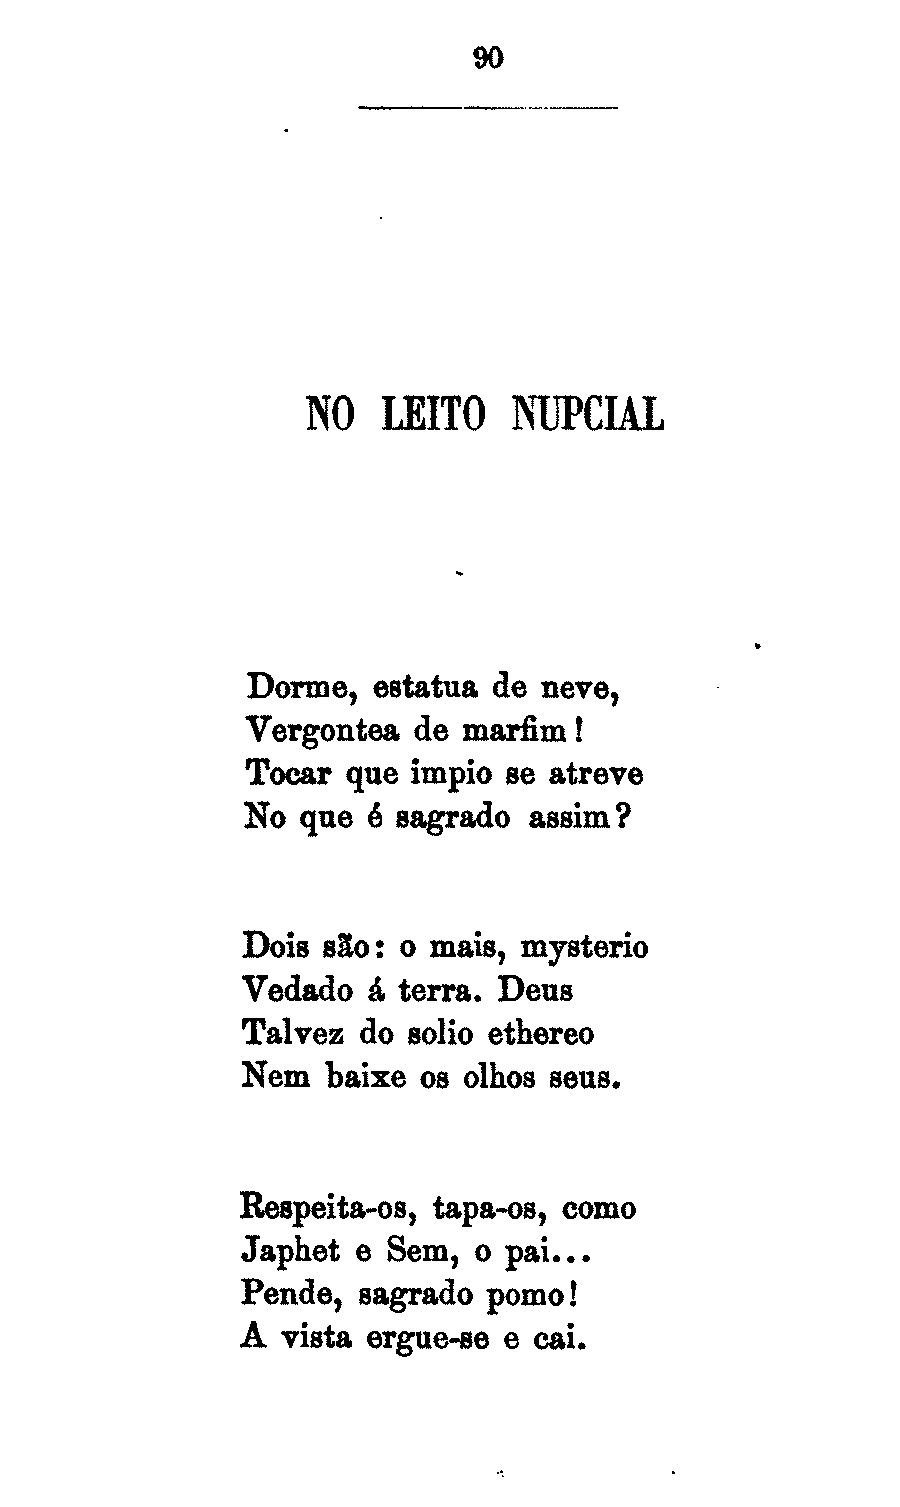 90
NO LEITO NUPCIAL
Dorme, estatua de neve,
Vergontea de marfim!
Tocar que impio se atreve
No que é sagrado assim?
Dois são: o mais, mysterio
Vedado á terra. Deus
Talvez do solio ethereo
Nem baixe os olhos seus.
Respeita-os, tapa-os, como
Japhet e Sem, o pai...
Pende, sagrado pomo!
A vista ergue-se e cai.